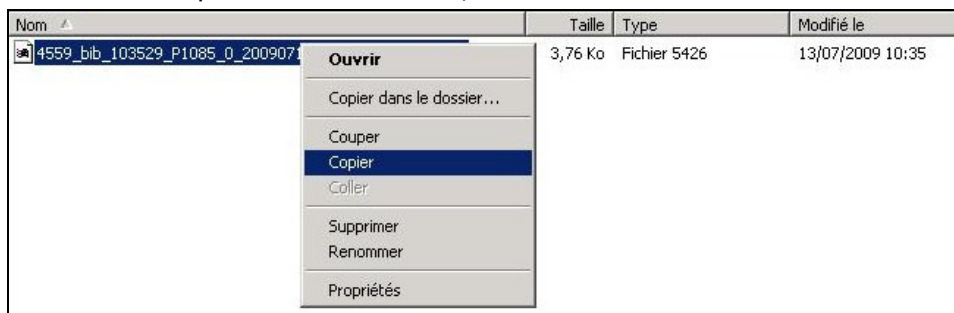 Nom Taille Type Modifié le
4559_bib_103529_P1085_0_2009071 3,76 Ko Fichier 5426 13/07/2009 10:35
Ouvrir
Copier dans le dossier...
Couper
Copier
Coller
Supprimer
Renommer
Propriétés